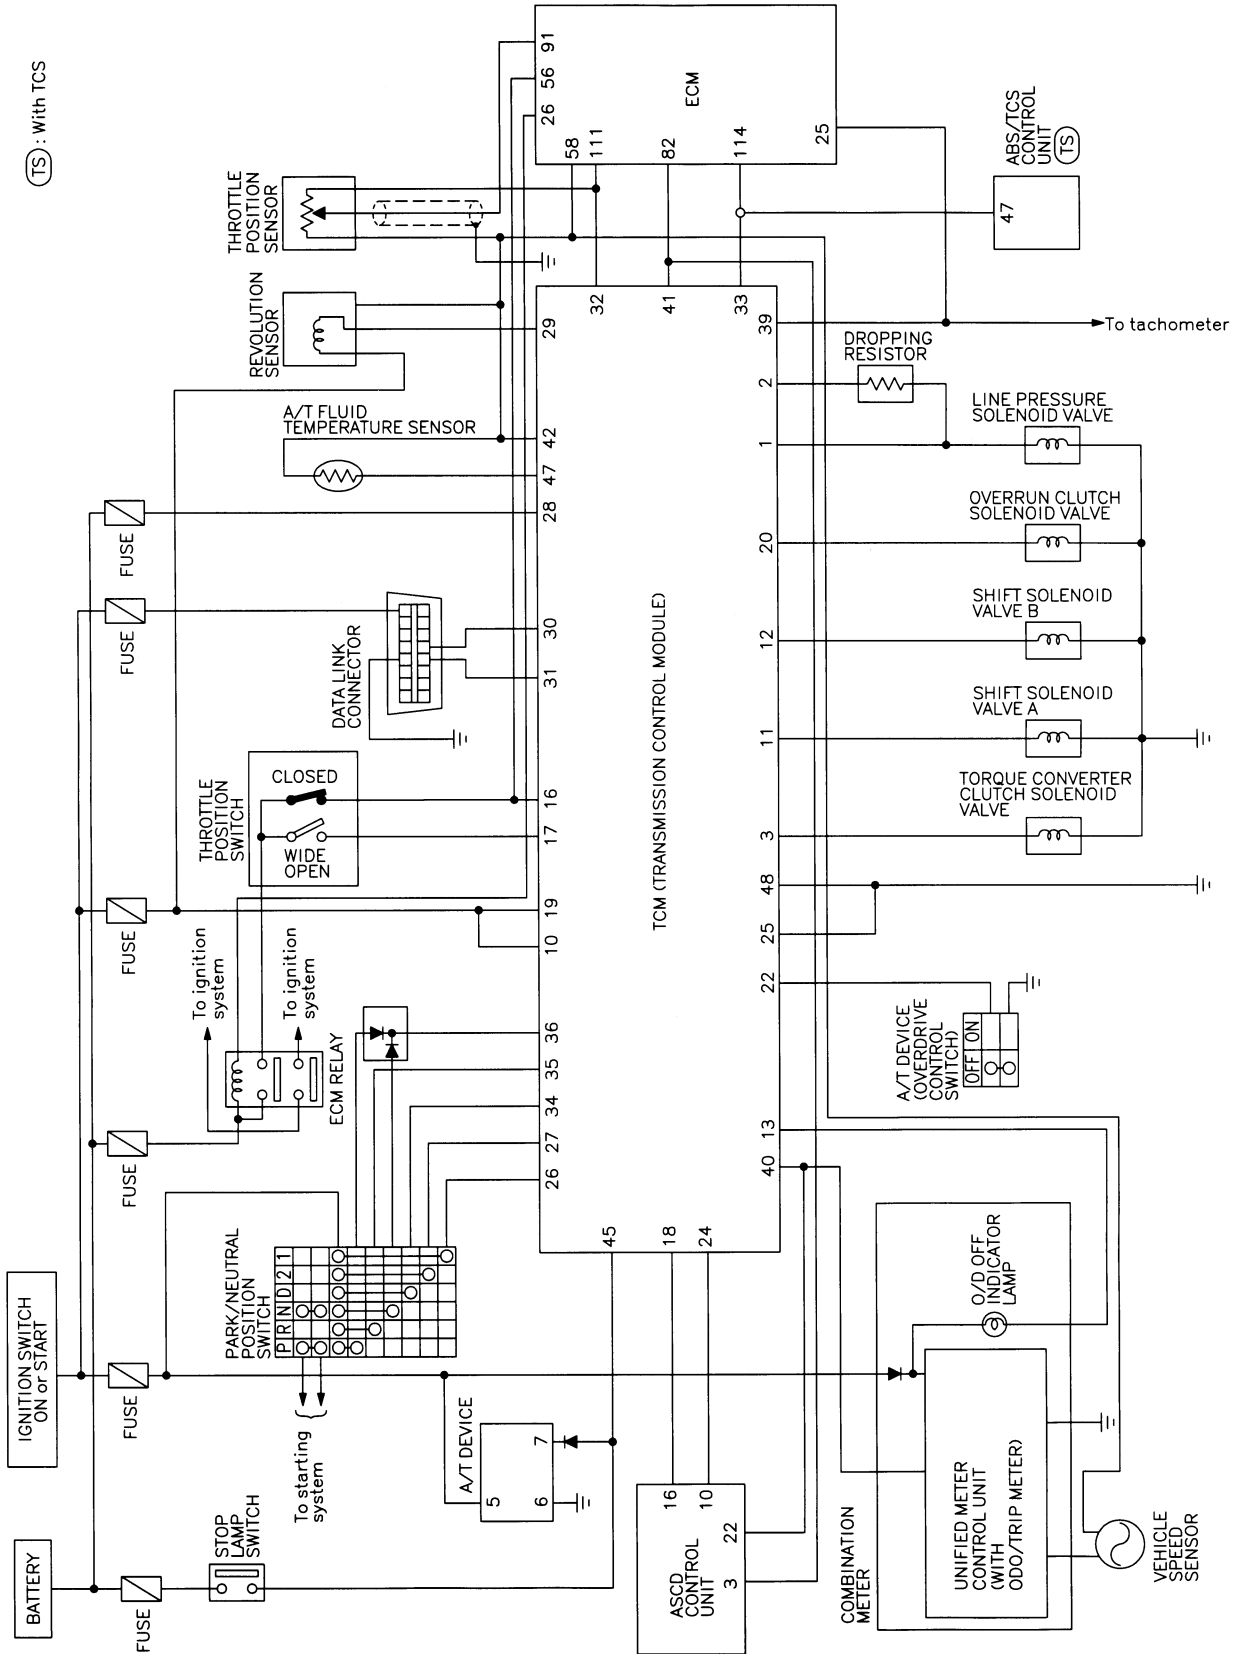 TS : With TCS
BATTERY
FUSE
STOP
LAMP
SWITCH
IGNITION SWITCH
ON or START
FUSE
To starting
system
PARK/NEUTRAL
POSITION
SWITCH
P R N D 2 1
A/T DEVICE
5
6
7
FUSE
ECM RELAY
To ignition
system
To ignition
system
FUSE
THROTTLE
POSITION
SWITCH
CLOSED
WIDE
OPEN
DATA LINK
CONNECTOR
FUSE
FUSE
A/T FLUID
TEMPERATURE SENSOR
REVOLUTION
SENSOR
THROTTLE
POSITION
SENSOR
ECM
91
56
26
58
111
82
114
25
TCM (TRANSMISSION CONTROL MODULE)
45
18
24
26
27
34
35
36
10
19
17
16
31
30
28
47
42
29
32
41
33
39
2
1
20
12
11
3
48
25
22
13
40
ABS/TCS
CONTROL
UNIT
TS
47
To tachometer
DROPPING
RESISTOR
LINE PRESSURE
SOLENOID VALVE
OVERRUN CLUTCH
SOLENOID VALVE
SHIFT SOLENOID
VALVE B
SHIFT SOLENOID
VALVE A
TORQUE CONVERTER
CLUTCH SOLENOID
VALVE
A/T DEVICE
(OVERDRIVE
CONTROL
SWITCH)
OFF ON
ASCD
CONTROL
UNIT
16
10
22
3
COMBINATION
METER
UNIFIED METER
CONTROL UNIT
(WITH
ODO/TRIP METER)
O/D OFF
INDICATOR
LAMP
VEHICLE
SPEED
SENSOR